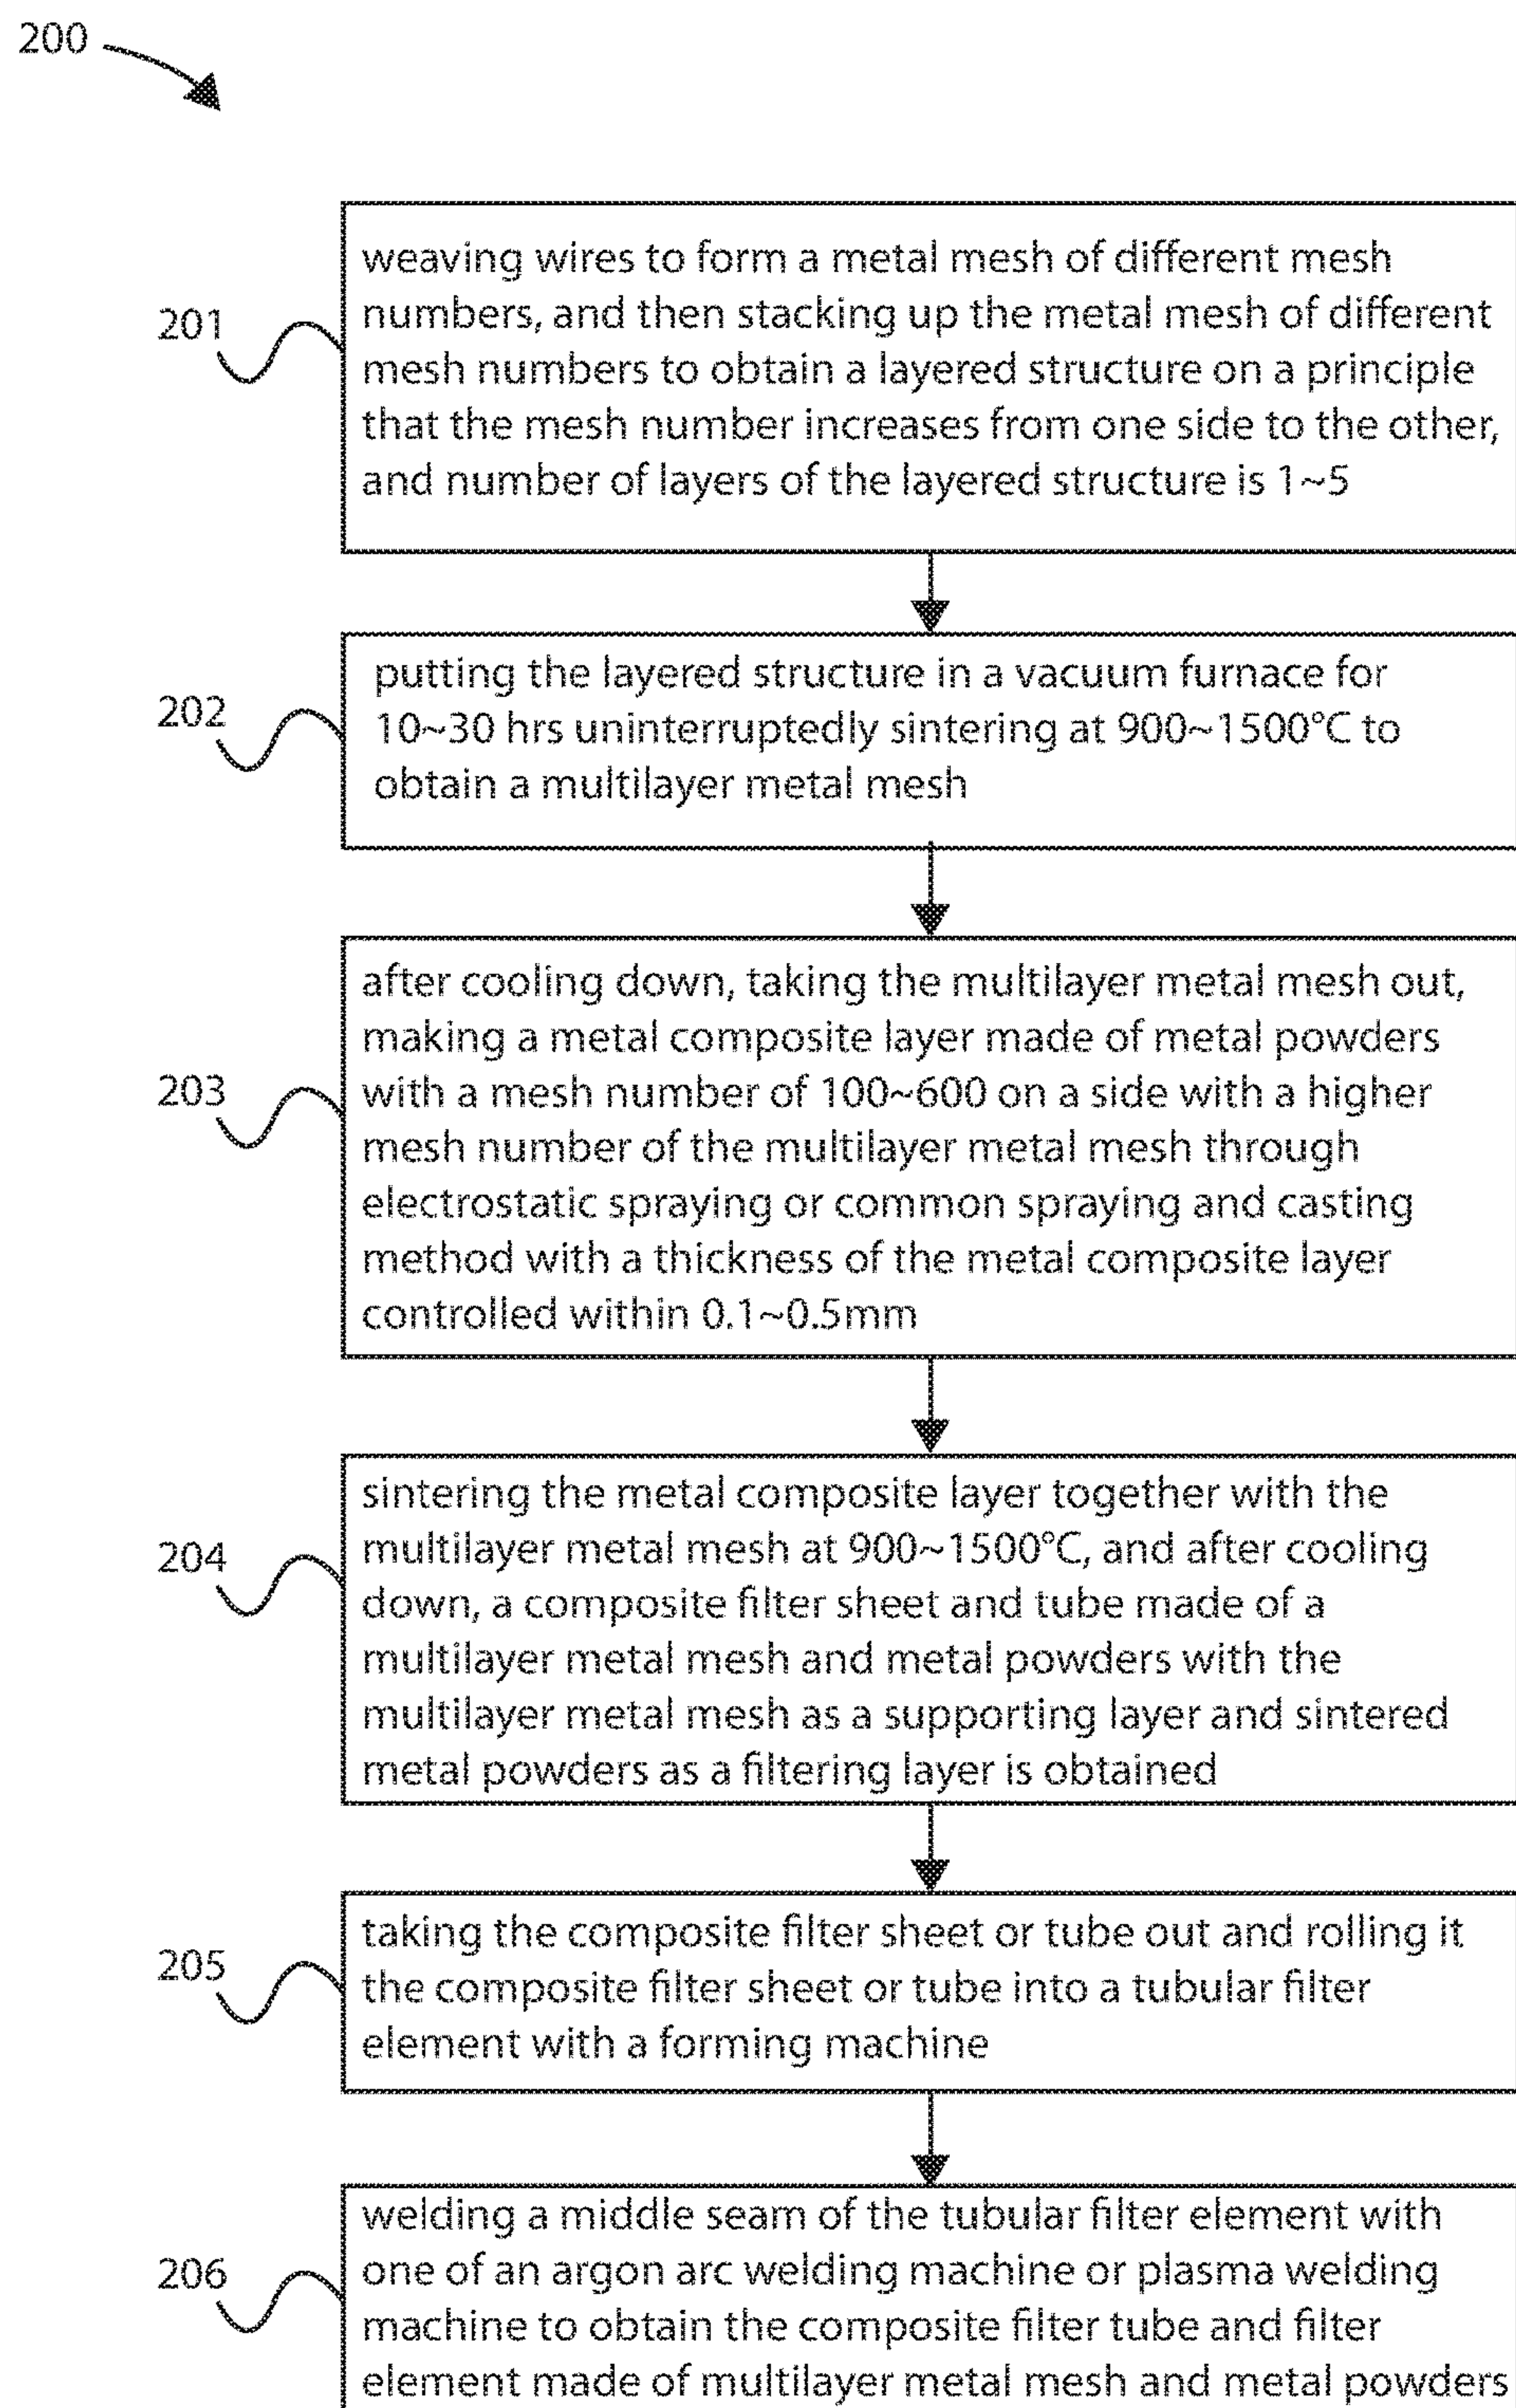 200
201
weaving wires to form a metal mesh of different mesh
numbers, and then stacking up the metal mesh of different
mesh numbers to obtain a layered structure on a principle
that the mesh number increases from one side to the other,
and number of layers of the layered structure is 1~5
202
putting the layered structure in a vacuum furnace for
10~30 hrs uninterruptedly sintering at 900~1500°C to
obtain a multilayer metal mesh
203
after cooling down, taking the multilayer metal mesh out,
making a metal composite layer made of metal powders
with a mesh number of 100~600 on a side with a higher
mesh number of the multilayer metal mesh through
electrostatic spraying or common spraying and casting
method with a thickness of the metal composite layer
controlled within 0.1~0.5mm
204
sintering the metal composite layer together with the
multilayer metal mesh at 900~1500°C, and after cooling
down, a composite filter sheet and tube made of a
multilayer metal mesh and metal powders with the
multilayer metal mesh as a supporting layer and sintered
metal powders as a filtering layer is obtained
205
taking the composite filter sheet or tube out and rolling it
the composite filter sheet or tube into a tubular filter
element with a forming machine
206
welding a middle seam of the tubular filter element with
one of an argon arc welding machine or plasma welding
machine to obtain the composite filter tube and filter
element made of multilayer metal mesh and metal powders